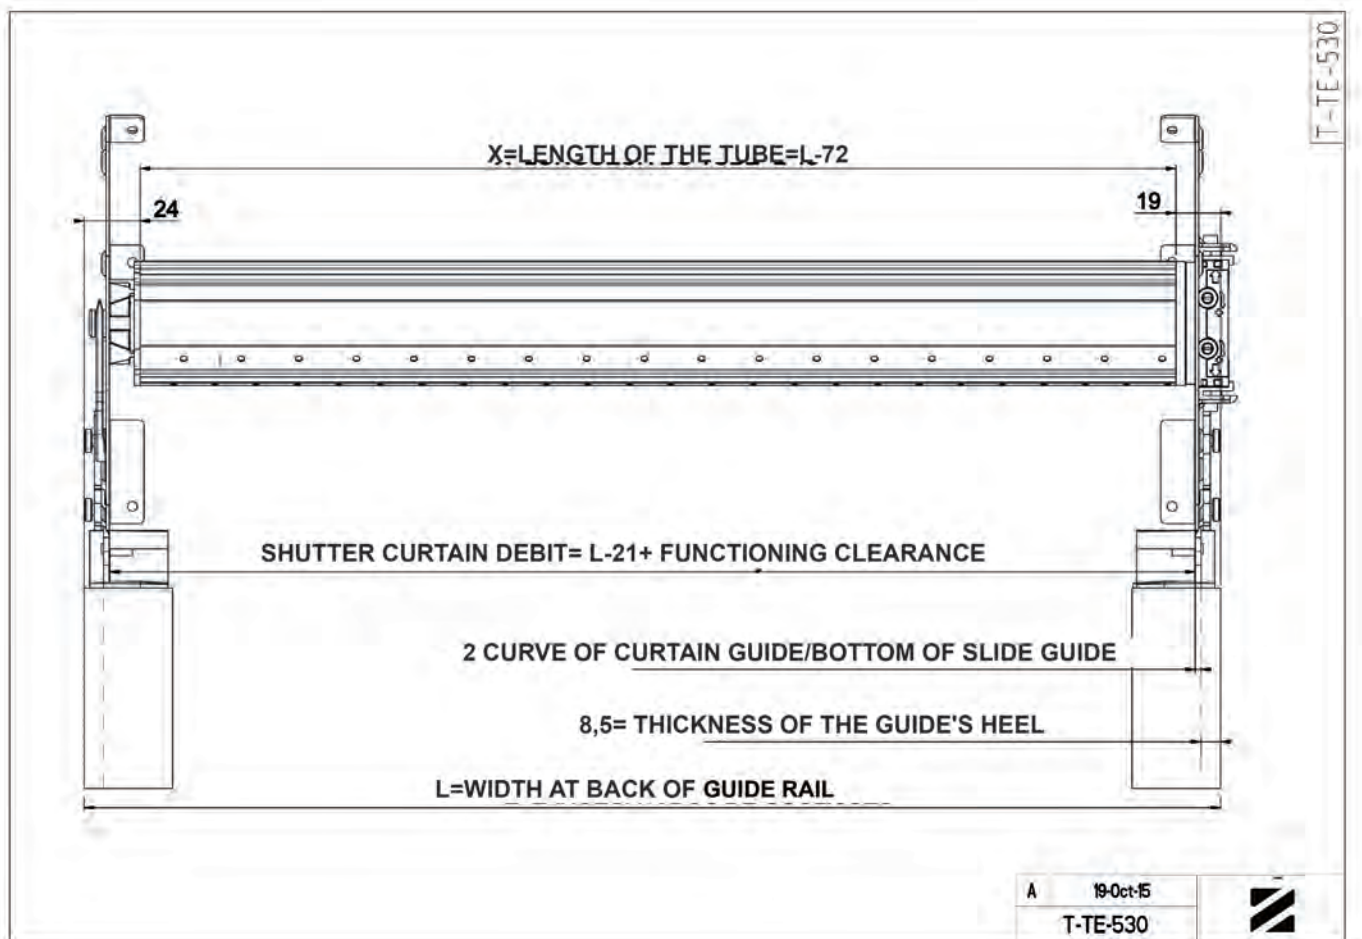 T-TE-530
X=LENGTH OF THE TUBE=L-72
24
19
SHUTTER CURTAIN DEBIT= L-21+ FUNCTIONING CLEARANCE
2 CURVE OF CURTAIN GUIDE/BOTTOM OF SLIDE GUIDE
8,5= THICKNESS OF THE GUIDE'S HEEL
L=WIDTH AT BACK OF GUIDE RAIL
A 19-Oct-15
T-TE-530